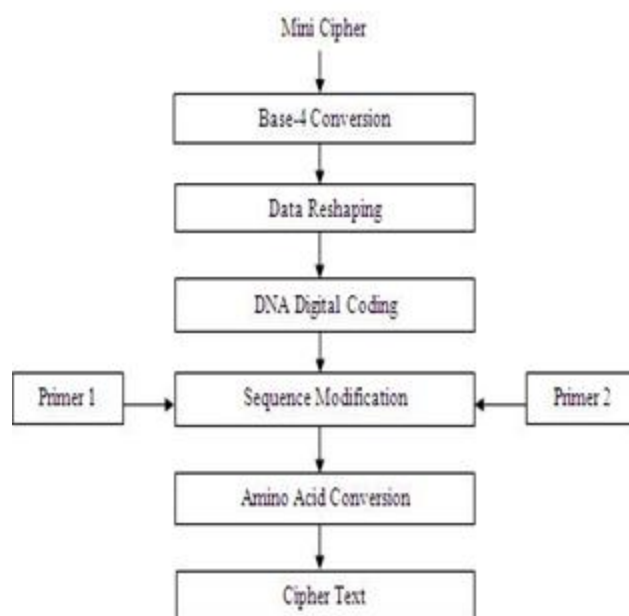 Mini Cipher
Base-4 Conversion
Data Reshaping
DNA Digital Coding
Primer 1
Sequence Modification
Primer 2
Amino Acid Conversion
Cipher Text